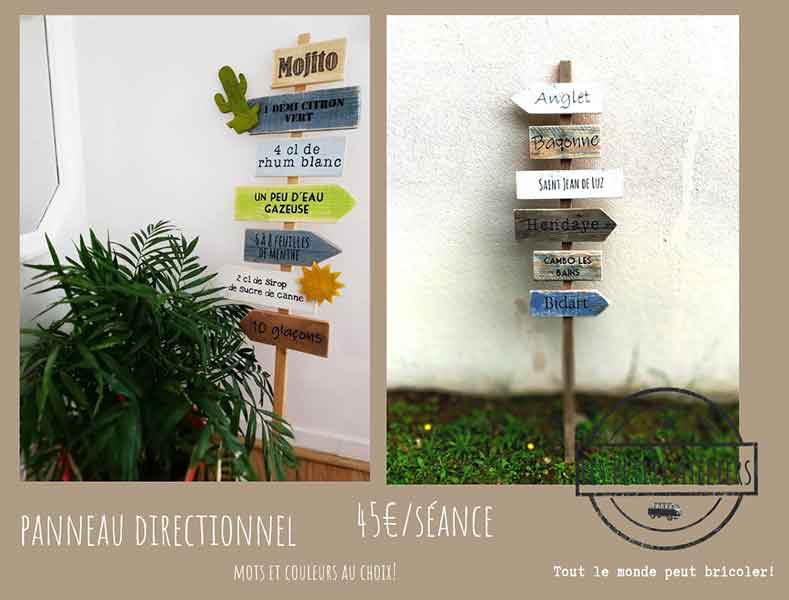 Mojito
1 DEMI CITRON
VERT
4 cl de
rhum blanc
UN PEU D'EAU
GAZEUSE
6 à 8 FEUILLES
DE MENTHE
2 cl de sirop
de sucre de canne
10 glaçons
Anglet
Bayonne
SAINT JEAN DE LUZ
Hendaye
CAMBO LES
BAINS
Bidart
PANNEAU DIRECTIONNEL
45€/SÉANCE
MOTS ET COULEURS AU CHOIX!
Tout le monde peut bricoler!